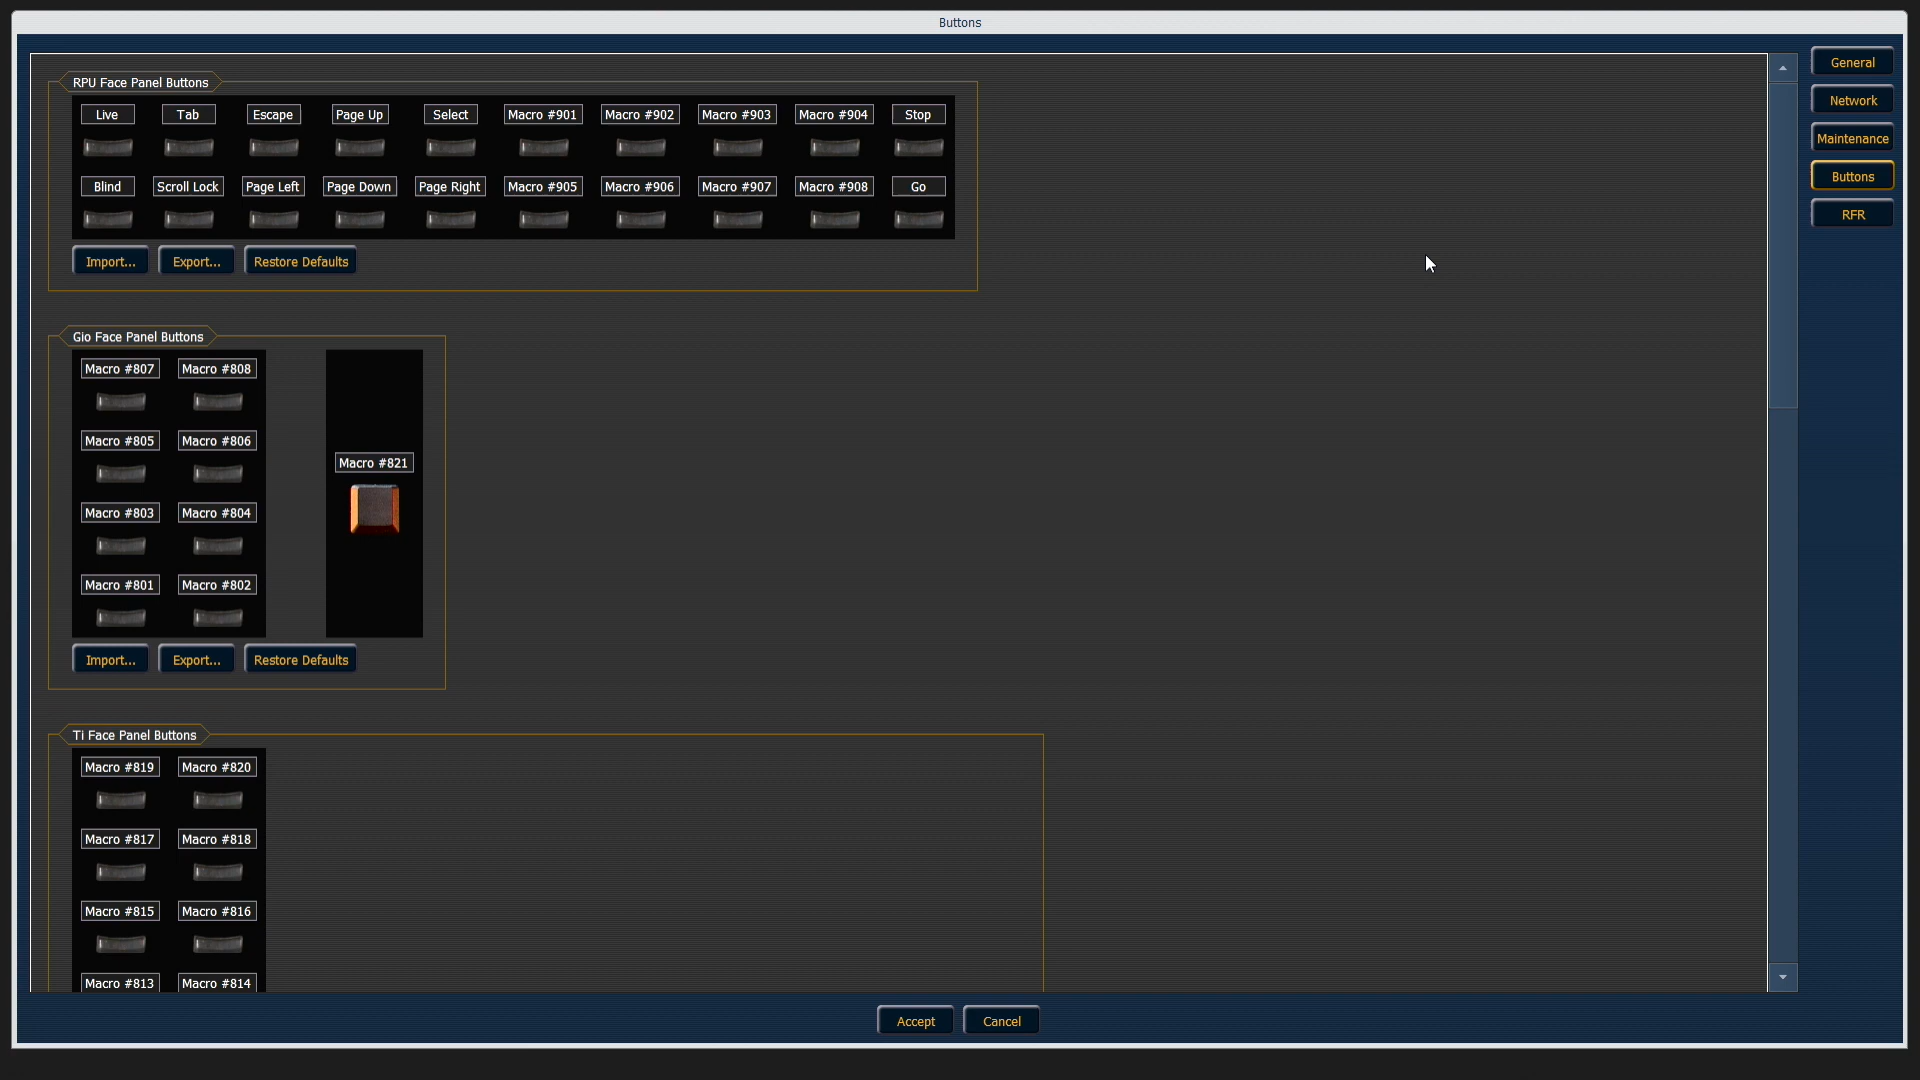 Buttons
RPU Face Panel Buttons
Live Tab Escape Page Up Select Macro #901 Macro #902 Macro #903 Macro #904 Stop
Blind Scroll Lock Page Left Page Down Page Right Macro #905 Macro #906 Macro #907 Macro #908 Go
Import... Export... Restore Defaults
Gio Face Panel Buttons
Macro #807 Macro #808
Macro #805 Macro #806
Macro #821
Macro #803 Macro #804
Macro #801 Macro #802
Import... Export... Restore Defaults
Ti Face Panel Buttons
Macro #819 Macro #820
Macro #817 Macro #818
Macro #815 Macro #816
Macro #813 Macro #814
General
Network
Maintenance
Buttons
RFR
Accept Cancel